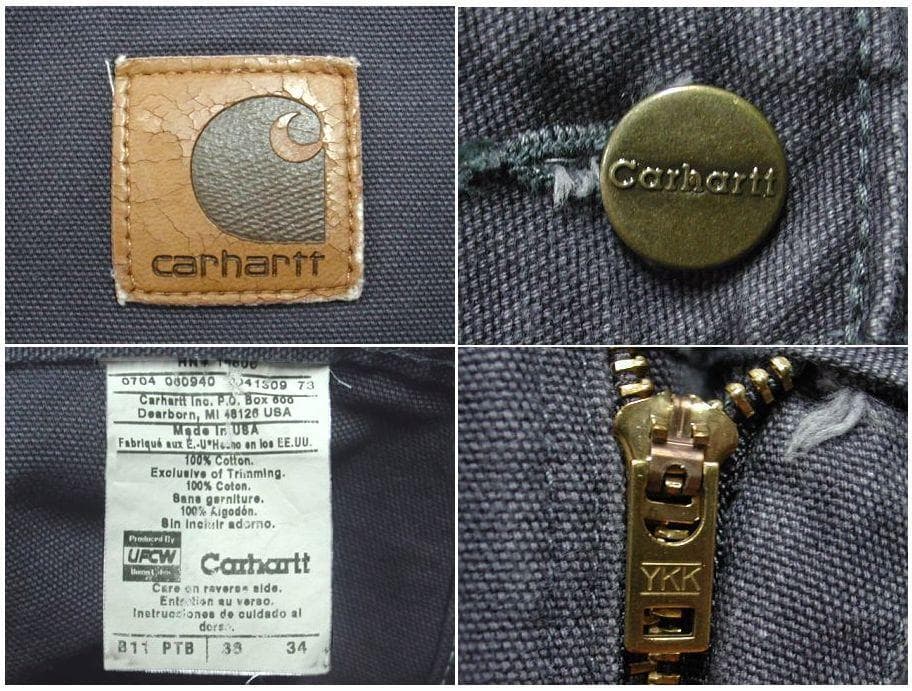 carhartt
Carhartt
0704 060940 3041309 73
Carhartt Inc. P.O. Box 600
Dearborn, MI 48126 USA
Made in USA
Fabriqué aux E.-U*Hecho en los EE.UU.
100% Cotton.
Exclusive of Trimming.
100% Coton.
Sans garniture.
100% Algodón.
Sin incluir adorno.
Produced By
UFCW
Carhartt
Care on reverse side.
Entretien au verso.
Instrucciones de cuidado al
dorso.
B11 PTB 34
YKK